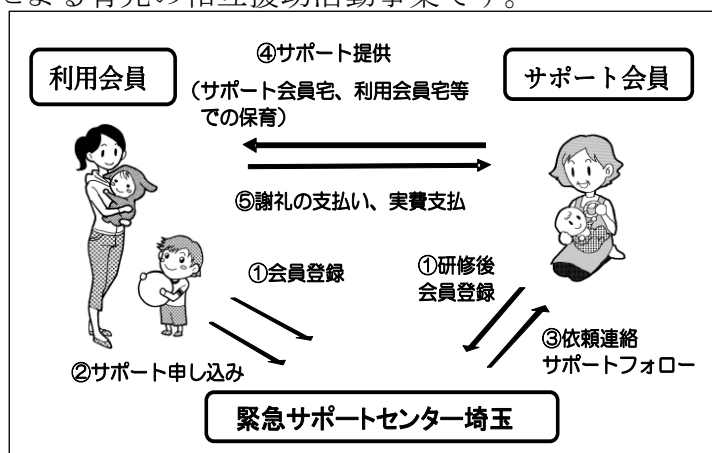 による育児の相互援助活動事業です。
利用会員
④サポート提供
(サポート会員宅、利用会員宅等
での保育)
サポート会員
⑤謝礼の支払い、実費支払
①会員登録
①研修後
会員登録
②サポート申し込み
③依頼連絡
サポートフォロー
緊急サポートセンター埼玉